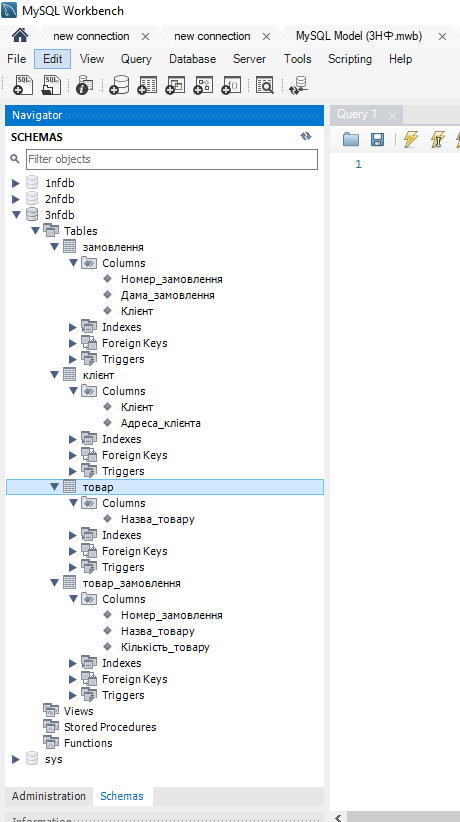 MySQL Workbench
new connection × new connection × MySQL Model (3НФ.mwb) ×
File Edit View Query Database Server Tools Scripting Help
Navigator
Query 1 ×
SCHEMAS
Filter objects
1
1nfdb
2nfdb
3nfdb
Tables
замовлення
Columns
Номер_замовлення
Дама_замовлення
Клієнт
Indexes
Foreign Keys
Triggers
клієнт
Columns
Клієнт
Адреса_клієнта
Indexes
Foreign Keys
Triggers
товар
Columns
Назва_товару
Indexes
Foreign Keys
Triggers
товар_замовлення
Columns
Номер_замовлення
Назва_товару
Кількість_товару
Indexes
Foreign Keys
Triggers
Views
Stored Procedures
Functions
sys
Administration Schemas
Information